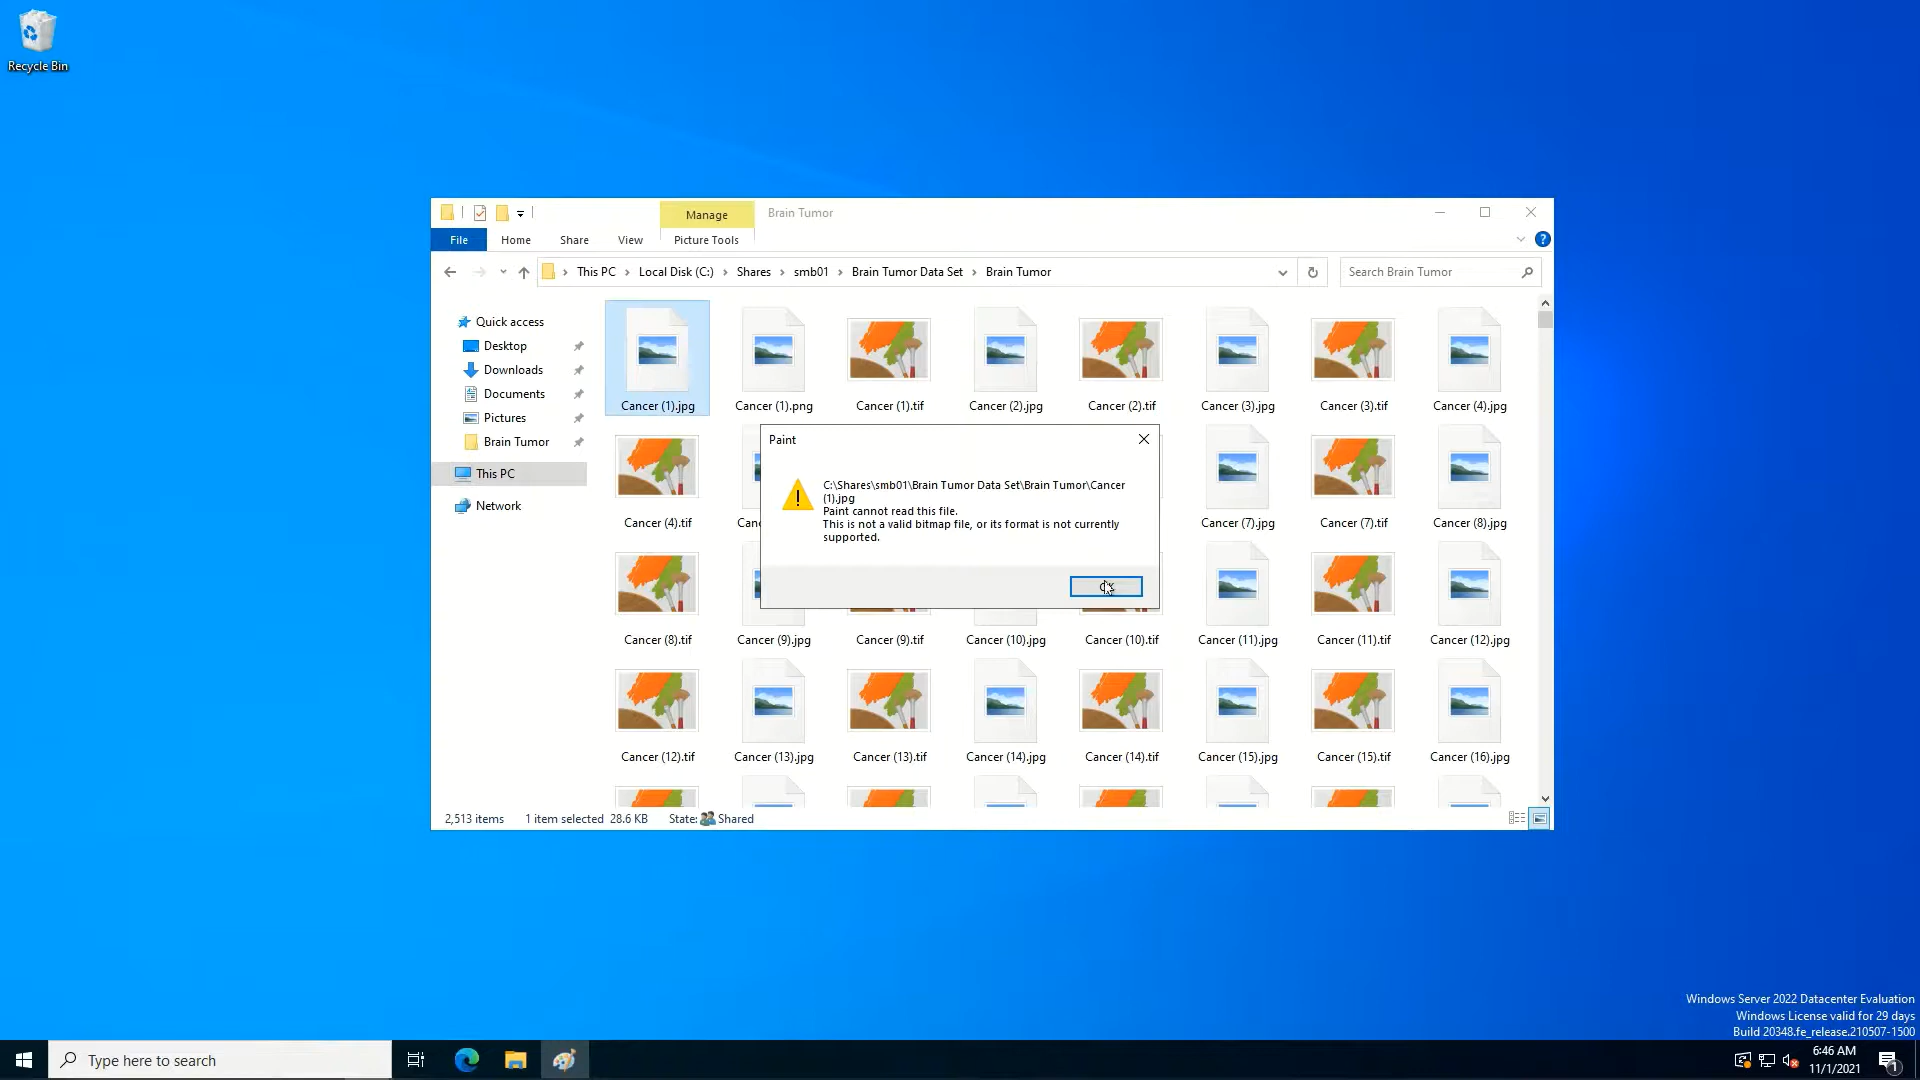 Recycle Bin
Manage
Brain Tumor
File
Home
Share
View
Picture Tools
This PC
Local Disk (C:)
Shares
smb01
Brain Tumor Data Set
Brain Tumor
Search Brain Tumor
Quick access
Desktop
Downloads
Documents
Pictures
Brain Tumor
This PC
Network
Cancer (1).jpg
Cancer (1).png
Cancer (1).tif
Cancer (2).jpg
Cancer (2).tif
Cancer (3).jpg
Cancer (3).tif
Cancer (4).jpg
Paint
C:\Shares\smb01\Brain Tumor Data Set\Brain Tumor\Cancer
(1).jpg
Paint cannot read this file.
This is not a valid bitmap file, or its format is not currently
supported.
Cancer (4).tif
Cancer (7).jpg
Cancer (7).tif
Cancer (8).jpg
Cancer (8).tif
Cancer (9).jpg
Cancer (9).tif
Cancer (10).jpg
Cancer (10).tif
Cancer (11).jpg
Cancer (11).tif
Cancer (12).jpg
Cancer (12).tif
Cancer (13).jpg
Cancer (13).tif
Cancer (14).jpg
Cancer (14).tif
Cancer (15).jpg
Cancer (15).tif
Cancer (16).jpg
2,513 items
1 item selected 28.6 KB
State: Shared
Windows Server 2022 Datacenter Evaluation
Windows License valid for 29 days
Build 20348.fe_release.210507-1500
Type here to search
6:46 AM
11/1/2021
1